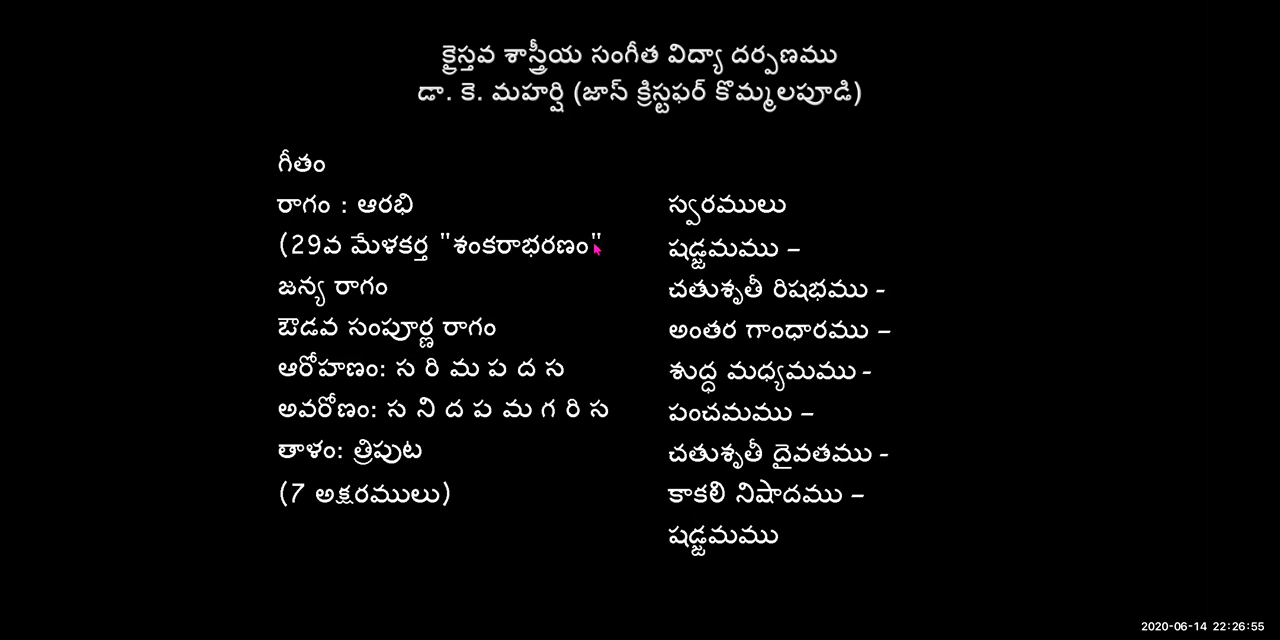 క్రైస్తవ శాస్త్రీయ సంగీత విద్యా దర్పణము
డా. కె. మహర్షి (జాస్ క్రిస్టఫర్ కొమ్మలపూడి)
గీతం
రాగం : ఆరభి
(29వ మేళకర్త "శంకరాభరణం"
జన్య రాగం
ఔడవ సంపూర్ణ రాగం
ఆరోహణం: స రి మ ప ద స
అవరోణం: స ని ద ప మ గ రి స
తాళం: త్రిపుట
(7 అక్షరములు)
స్వరములు
షడ్జమము –
చతుశృతీ రిషభము -
అంతర గాంధారము –
శుద్ధ మధ్యమము -
పంచమము –
చతుశృతీ దైవతము -
కాకలి నిషాదము –
షడ్జమము
2020-06-14 22:26:55